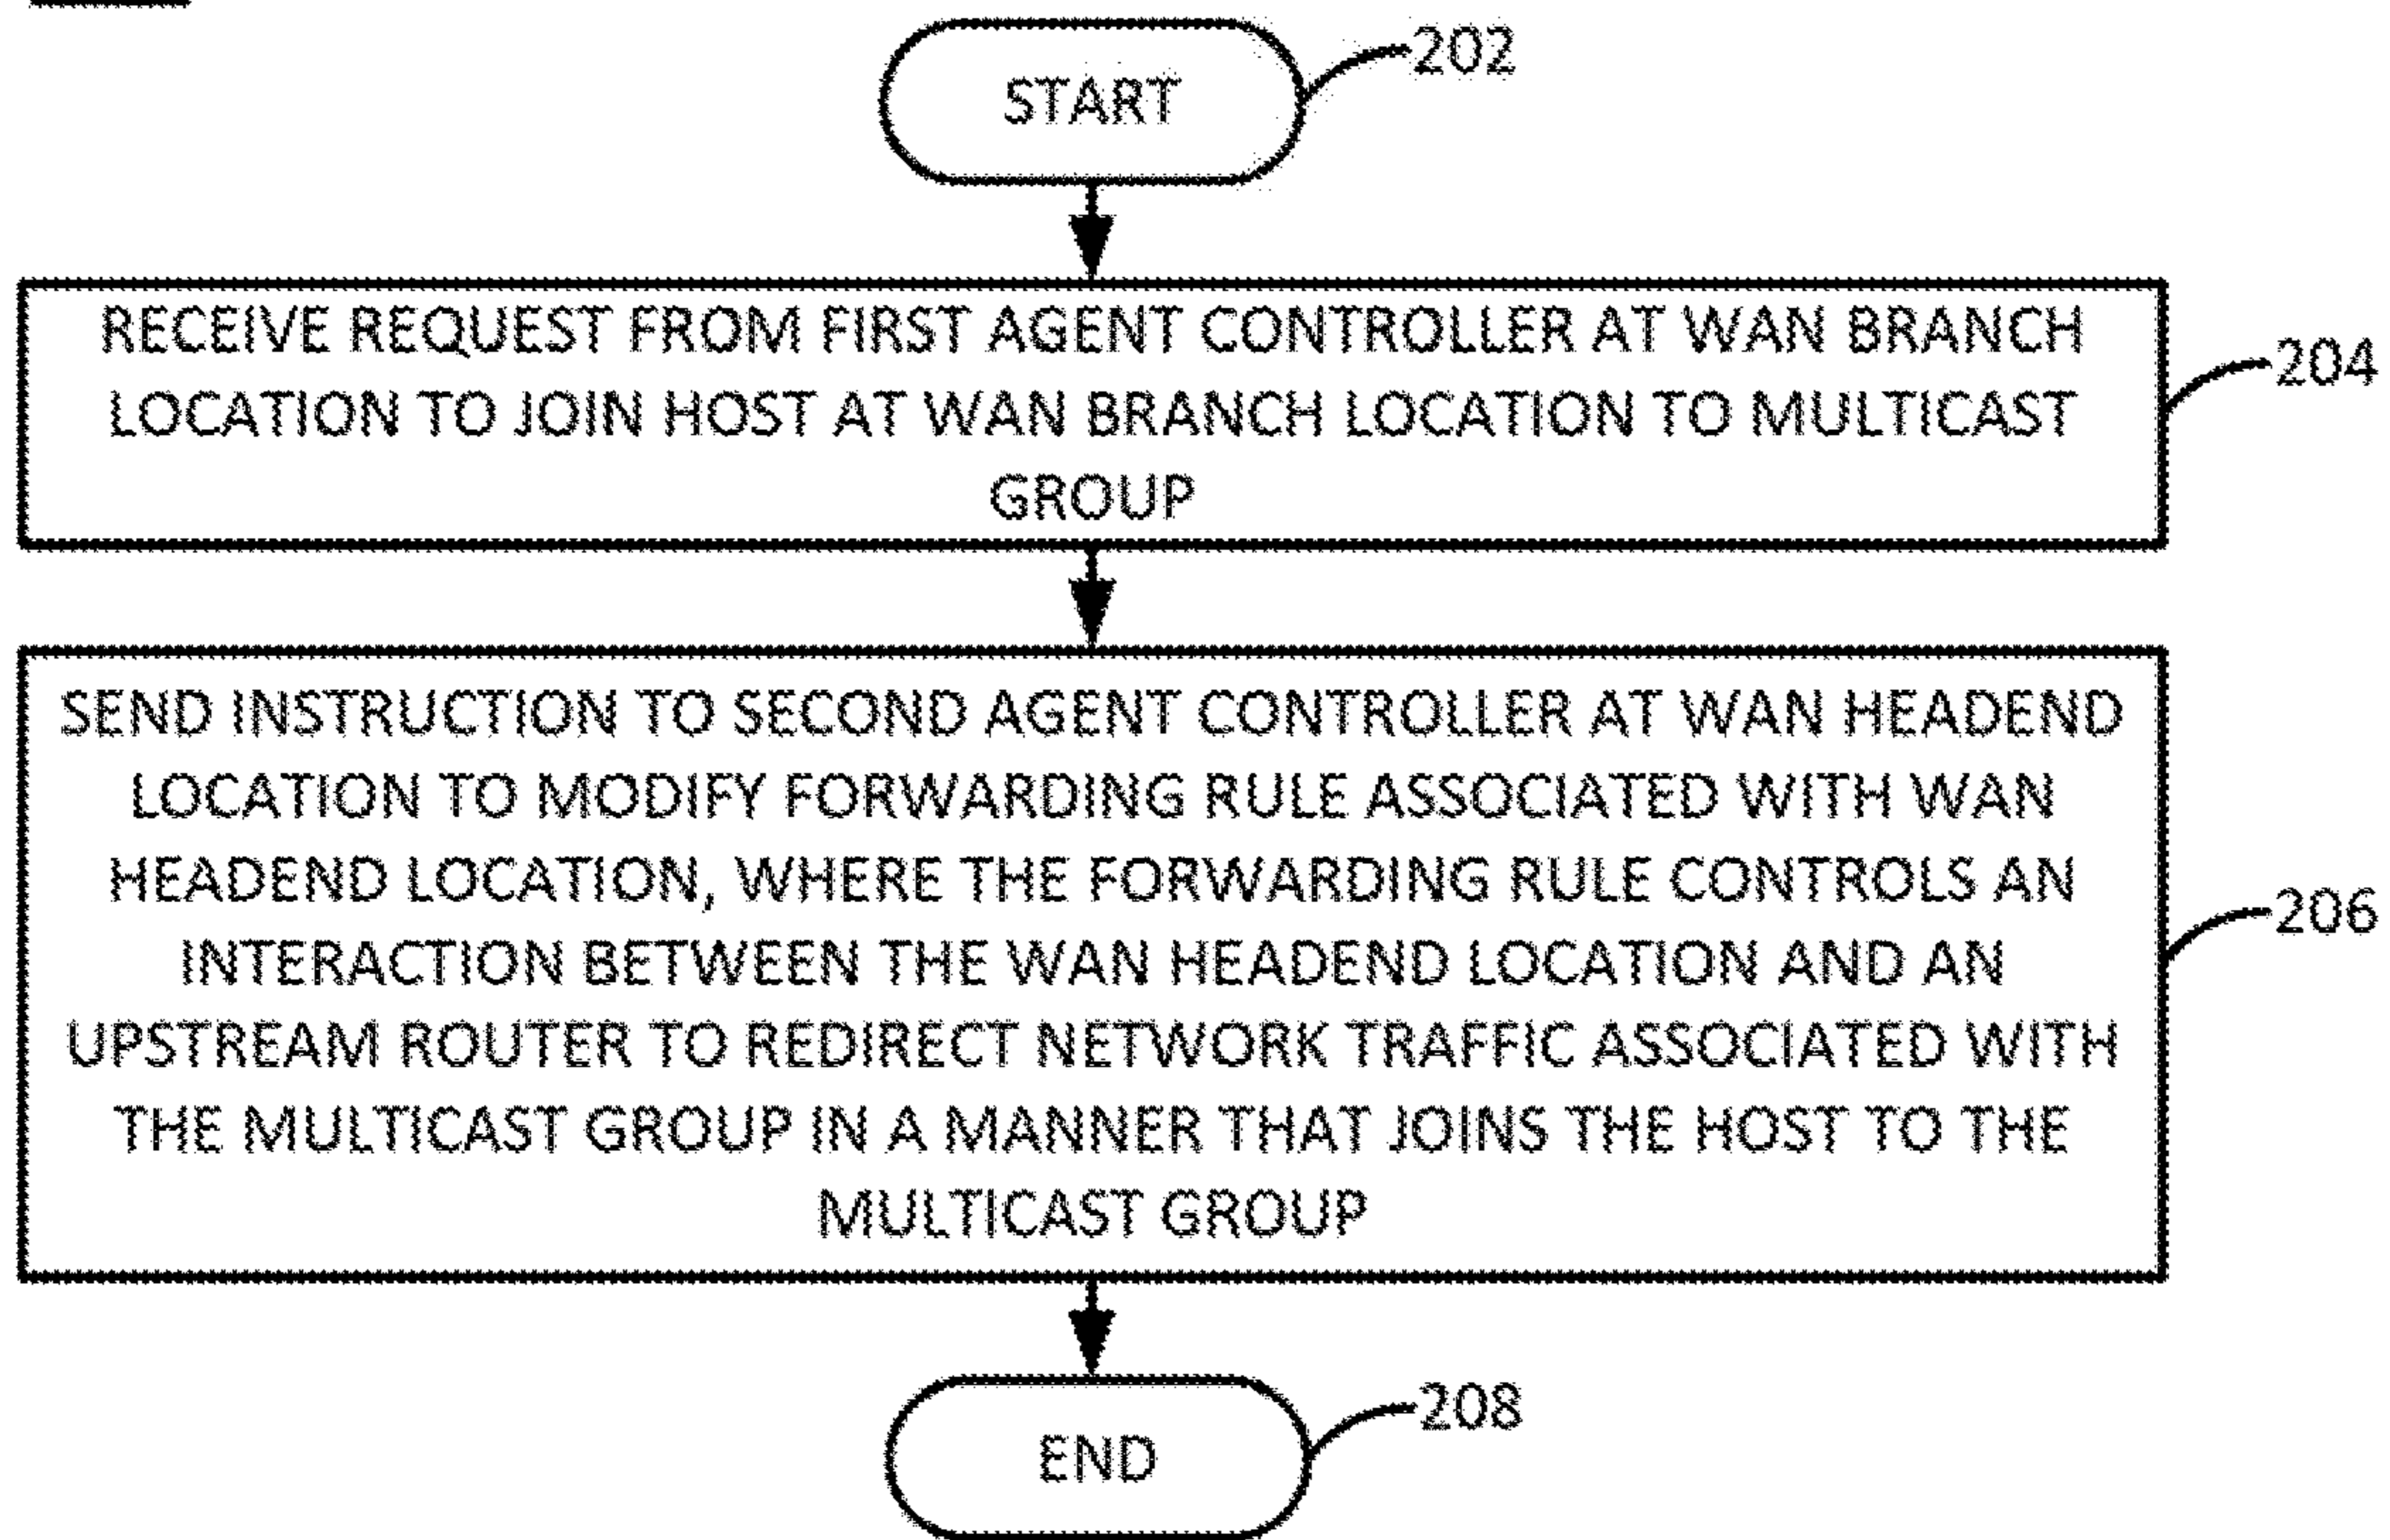 START
202
RECEIVE REQUEST FROM FIRST AGENT CONTROLLER AT WAN BRANCH
LOCATION TO JOIN HOST AT WAN BRANCH LOCATION TO MULTICAST
GROUP
204
SEND INSTRUCTION TO SECOND AGENT CONTROLLER AT WAN HEADEND
LOCATION TO MODIFY FORWARDING RULE ASSOCIATED WITH WAN
HEADEND LOCATION, WHERE THE FORWARDING RULE CONTROLS AN
INTERACTION BETWEEN THE WAN HEADEND LOCATION AND AN
UPSTREAM ROUTER TO REDIRECT NETWORK TRAFFIC ASSOCIATED WITH
THE MULTICAST GROUP IN A MANNER THAT JOINS THE HOST TO THE
MULTICAST GROUP
206
END
208